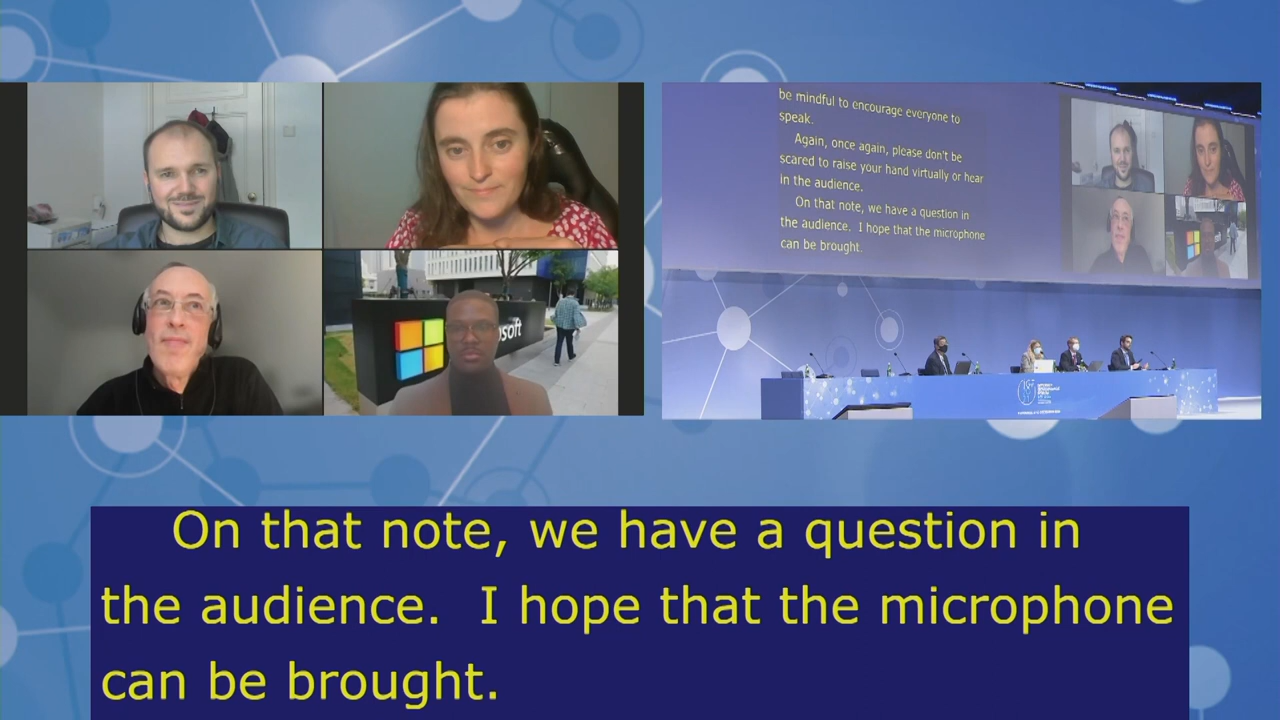 be mindful to encourage everyone to
speak.
Again, once again, please don't be
scared to raise your hand virtually or hear
in the audience.
On that note, we have a question in
the audience.  I hope that the microphone
can be brought.
On that note, we have a question in
the audience.  I hope that the microphone
can be brought.